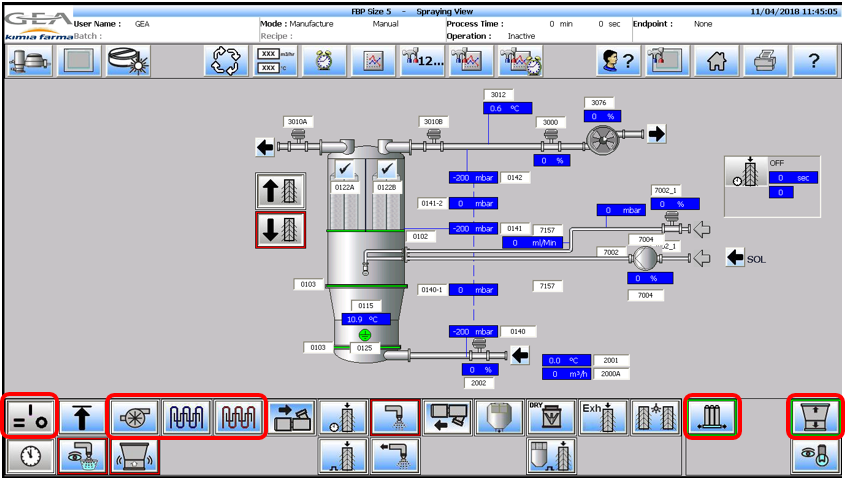 FBP Size 5 - Spraying View 11/04/2018 11:45:05
GEA
kimia farma
User Name : GEA Mode : Manufacture Manual Process Time : 0 min 0 sec Endpoint : None
Batch : Recipe : Operation : Inactive
XXX m3/hr
XXX °C
12...
?
?
3012
0.6 °C
3076
0 %
3010A
3010B
3000
0 %
0122A
0122B
-200 mbar 0142
0141-2 0 mbar
-200 mbar 0141
0102
7157
0 ml/Min
0 mbar
7002_1
0 %
7004
7002
SOL
0 %
7004
7157
0103
0140-1 0 mbar
0115
10.9 °C
-200 mbar 0140
0103
0125
0 %
2002
0.0 °C 2001
0 m³/h 2000A
OFF
0 sec
0
DRY
Exh